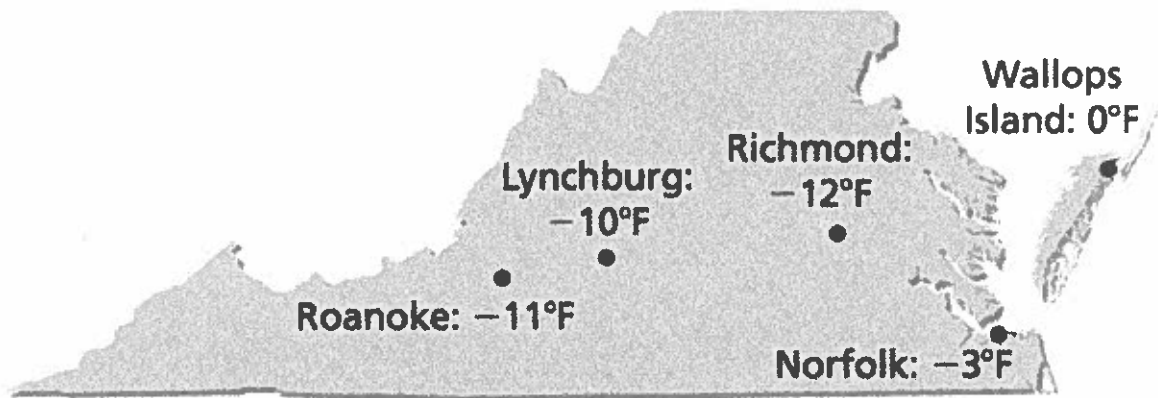 Wallops
Island: 0°F
Richmond:
−12°F
Lynchburg:
−10°F
Roanoke: −11°F
Norfolk: −3°F